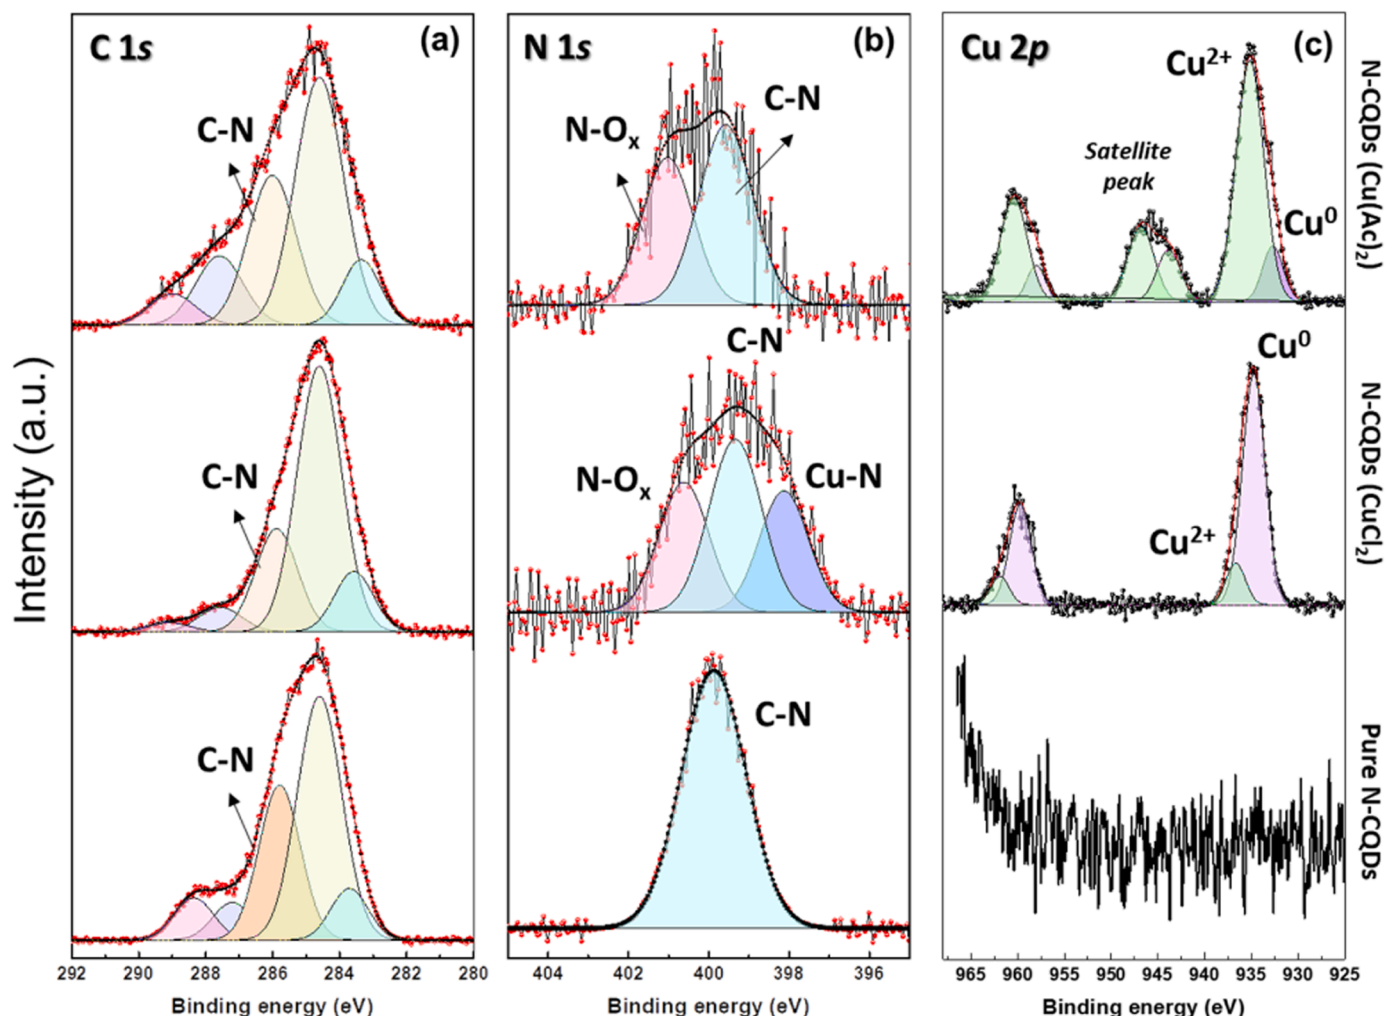 C 1s
(a)
C-N
C-N
C-N
292 290 288 286 284 282 280
Binding energy (eV)
Intensity (a.u.)
N 1s
(b)
N-Oₓ
C-N
C-N
N-Oₓ
Cu-N
C-N
404 402 400 398 396
Binding energy (eV)
Cu 2p
(c)
Cu²⁺
Satellite
peak
Cu⁰
Cu⁰
Cu²⁺
965 960 955 950 945 940 935 930 925
Binding energy (eV)
N-CQDs (Cu(Ac)₂)
N-CQDs (CuCl₂)
Pure N-CQDs